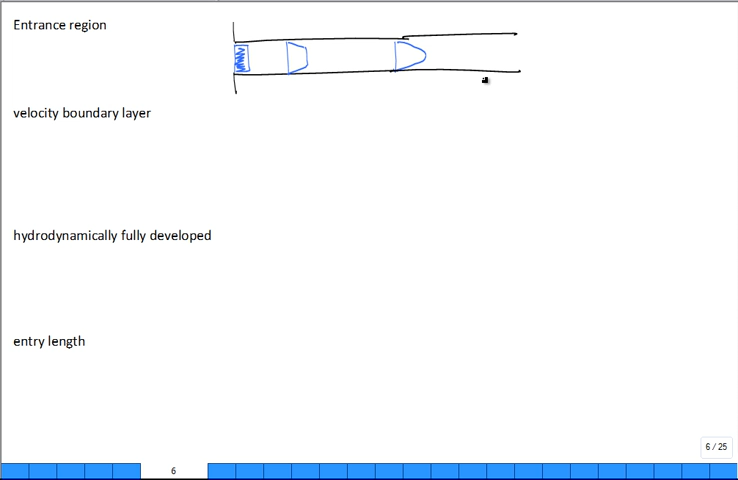 Entrance region
velocity boundary layer
hydrodynamically fully developed
entry length
6 / 25
6